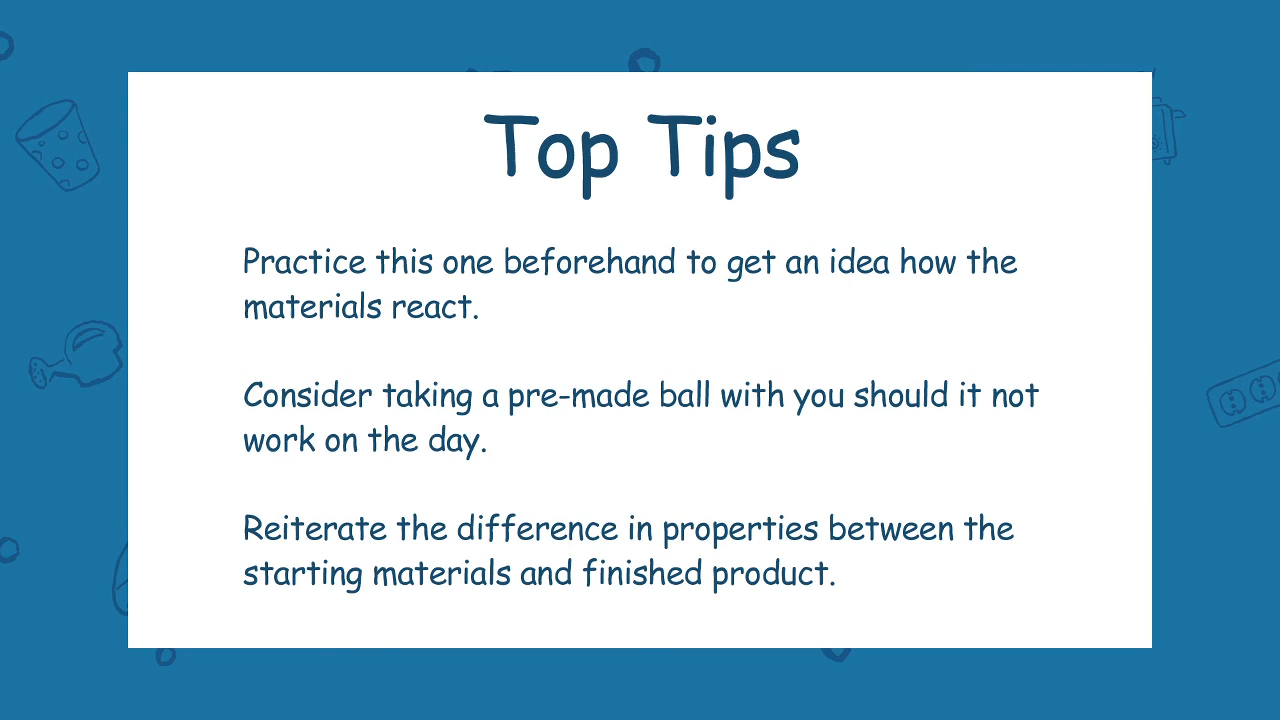 Top Tips
Practice this one beforehand to get an idea how the
materials react.
Consider taking a pre-made ball with you should it not
work on the day.
Reiterate the difference in properties between the
starting materials and finished product.